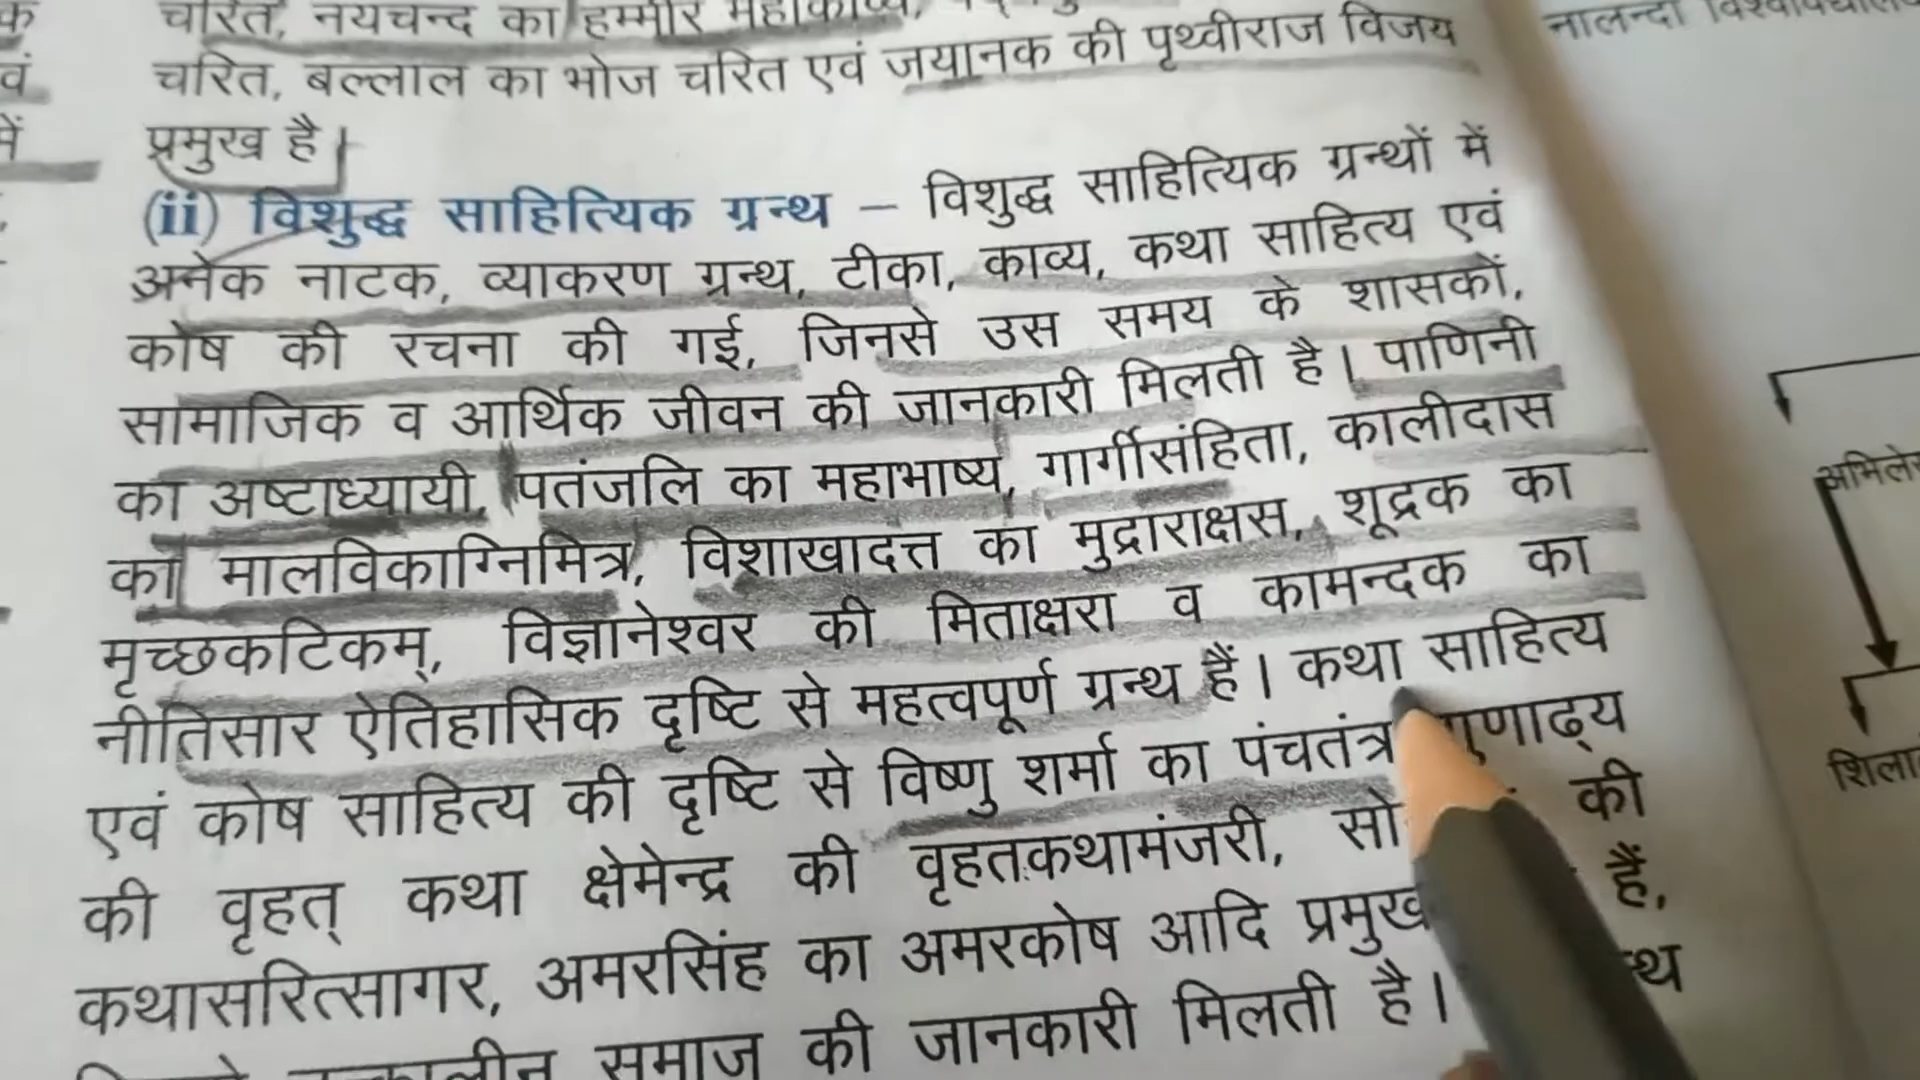 चरित, नयचन्द का हम्मीर महाकाव्य,
नालन्दा
चरित, बल्लाल का भोज चरित एवं जयानक की पृथ्वीराज विजय
प्रमुख है।
(ii) विशुद्ध साहित्यिक ग्रन्थ – विशुद्ध साहित्यिक ग्रन्थों में
अनेक नाटक, व्याकरण ग्रन्थ, टीका, काव्य, कथा साहित्य एवं
कोष की रचना की गई, जिनसे उस समय के शासकों,
सामाजिक व आर्थिक जीवन की जानकारी मिलती है। पाणिनी
का अष्टाध्यायी, पतंजलि का महाभाष्य, गार्गीसंहिता, कालीदास
का मालविकाग्निमित्र, विशाखादत्त का मुद्राराक्षस, शूद्रक का
मृच्छकटिकम्, विज्ञानेश्वर की मिताक्षरा व कामन्दक का
नीतिसार ऐतिहासिक दृष्टि से महत्वपूर्ण ग्रन्थ हैं। कथा साहित्य
एवं कोष साहित्य की दृष्टि से विष्णु शर्मा का पंचतंत्र गुणाढ्य
की वृहत् कथा क्षेमेन्द्र की वृहतकथामंजरी, की
कथासरित्सागर, अमरसिंह का अमरकोष आदि प्रमुख हैं,
समाज की जानकारी मिलती है।